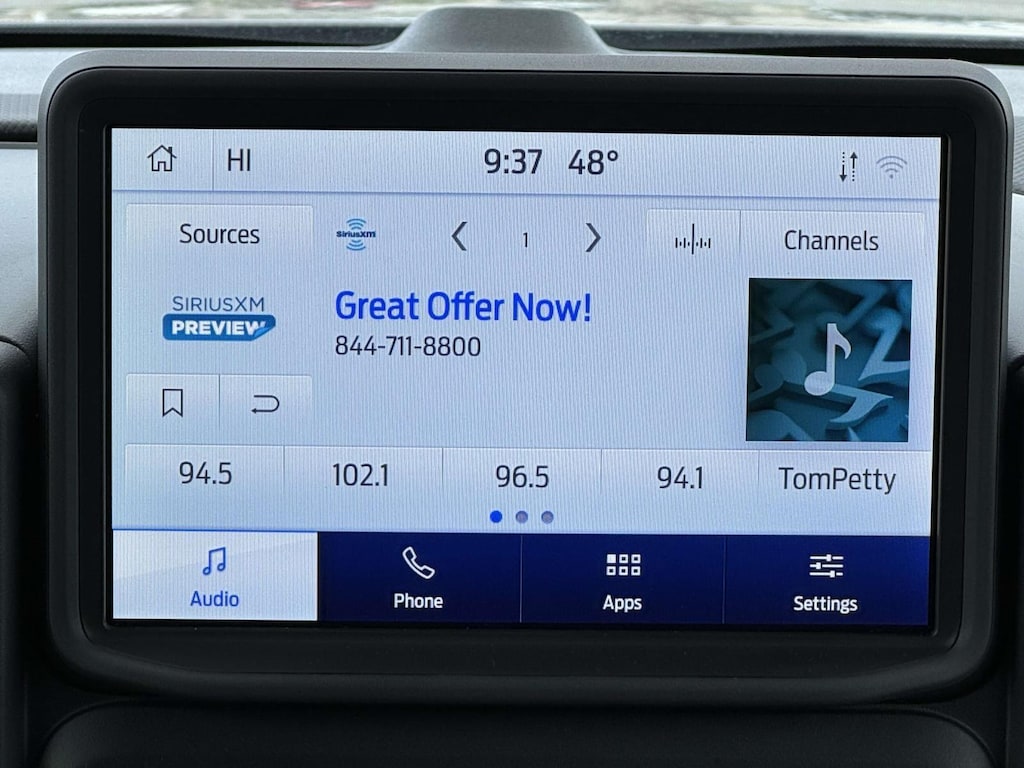 HI 9:37 48°
Sources SiriusXM 1 Channels
SIRIUSXM
PREVIEW
Great Offer Now!
844-711-8800
94.5 102.1 96.5 94.1 TomPetty
Audio Phone Apps Settings